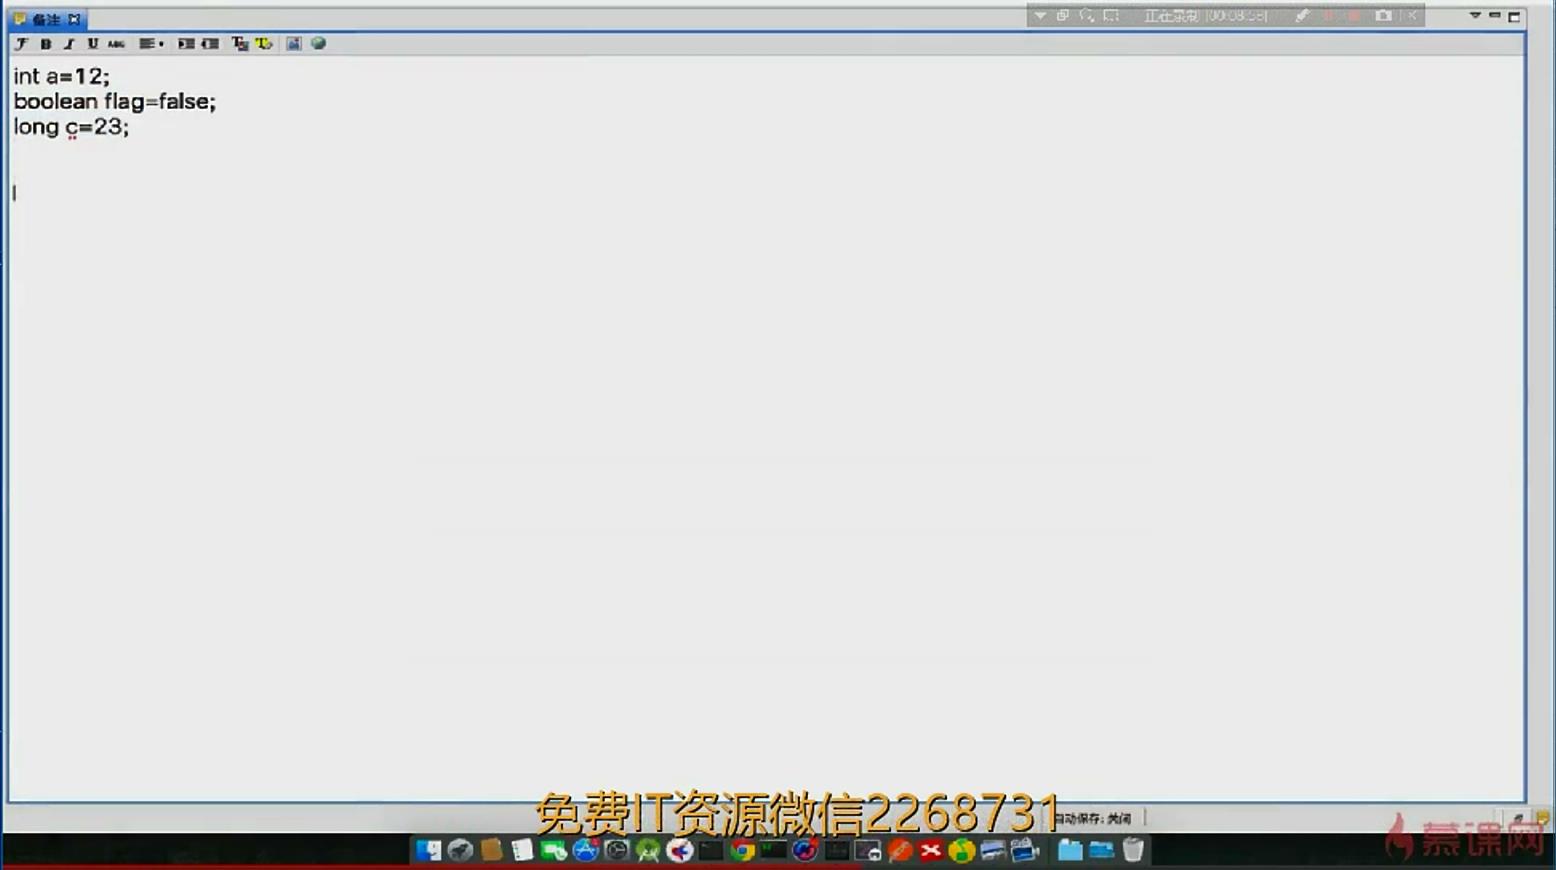 备注
正在录制 [00:08:58]
int a=12;
boolean flag=false;
long c=23;
免费IT资源微信2268731
自动保存: 关闭
慕课网